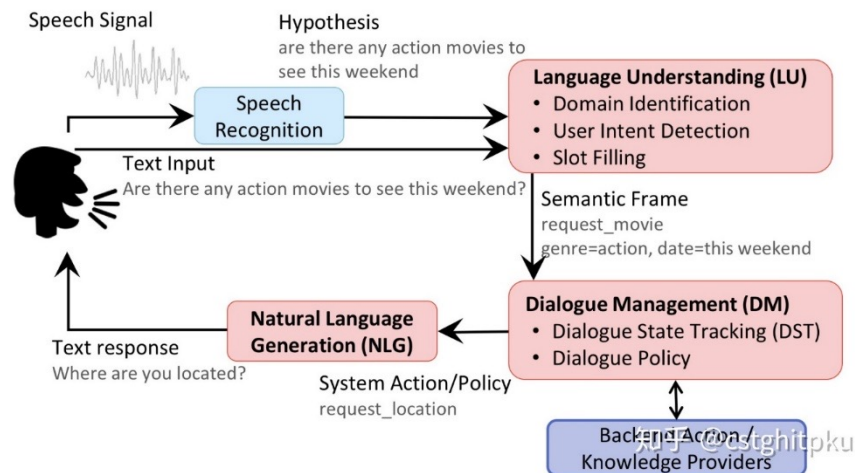 Speech Signal
Hypothesis
are there any action movies to
see this weekend
Speech
Recognition
Language Understanding (LU)
• Domain Identification
• User Intent Detection
• Slot Filling
Text Input
Are there any action movies to see this weekend?
Semantic Frame
request_movie
genre=action, date=this weekend
Dialogue Management (DM)
• Dialogue State Tracking (DST)
• Dialogue Policy
Natural Language
Generation (NLG)
Text response
Where are you located?
System Action/Policy
request_location
Backend Action /
Knowledge Providers
知乎 @cstghitpku